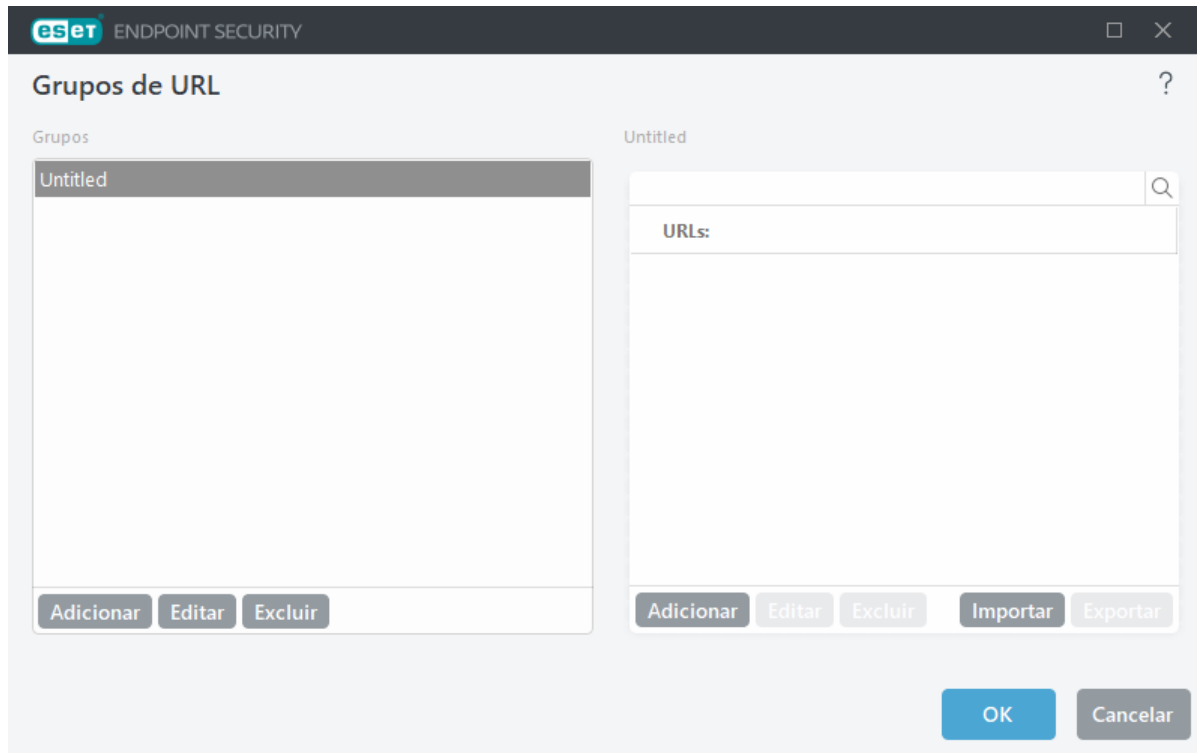 eset ENDPOINT SECURITY
Grupos de URL
?
Grupos
Untitled
Untitled
URLs:
Adicionar Editar Excluir
Adicionar Editar Excluir Importar Exportar
OK Cancelar